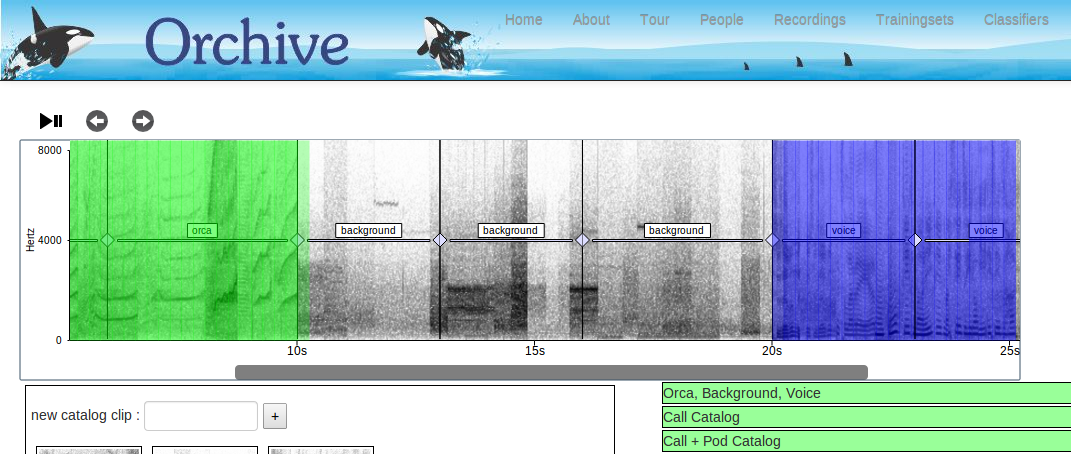 Orchive
Home About Tour People Recordings Trainingsets Classifiers
8000
Hertz
4000
0
orca background background background voice voice
10s 15s 20s 25s
new catalog clip : +
Orca, Background, Voice
Call Catalog
Call + Pod Catalog